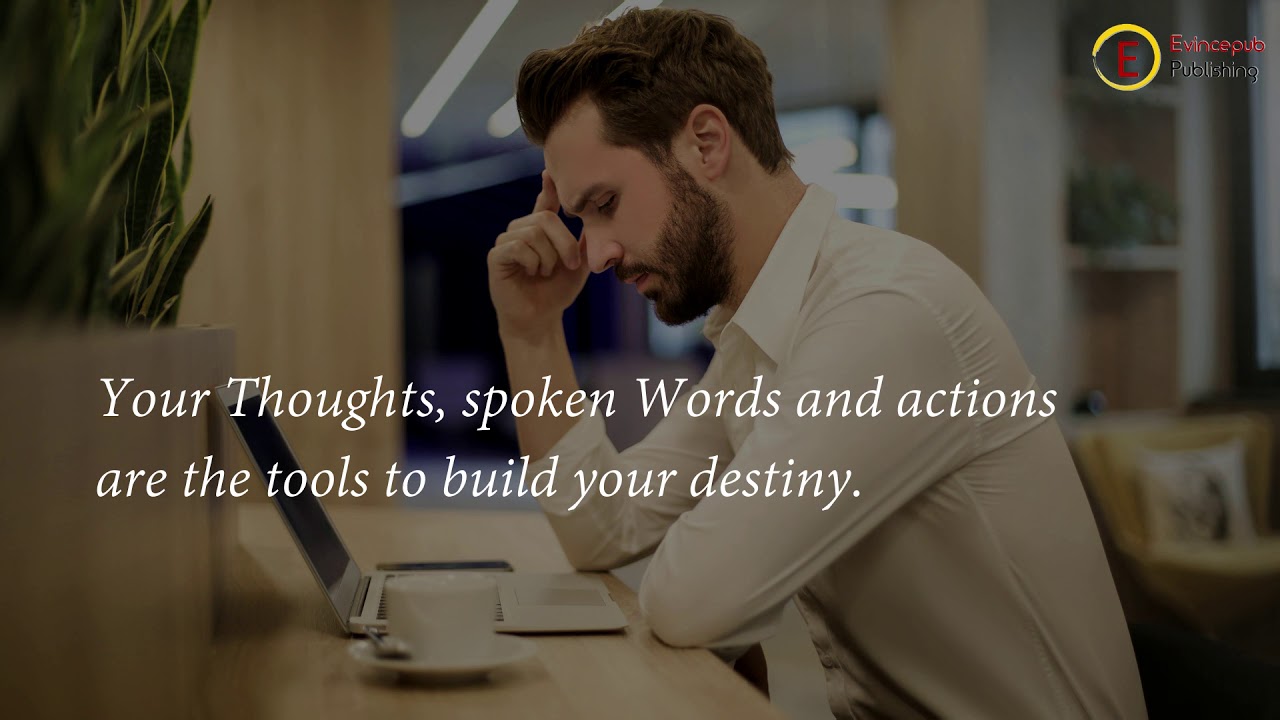 E
Evincepub
Publishing
Your Thoughts, spoken Words and actions
are the tools to build your destiny.